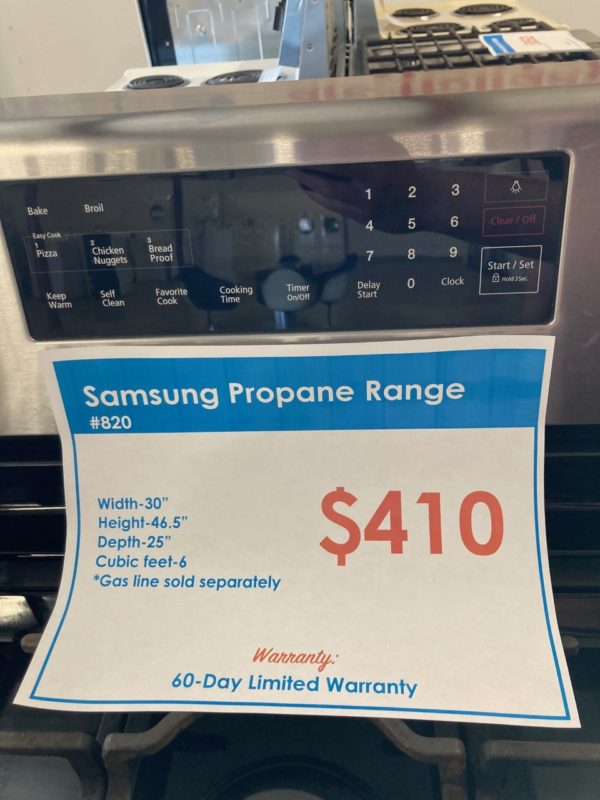 Bake
Broil
Easy Cook
1
Pizza
2
Chicken
Nuggets
3
Bread
Proof
Keep
Warm
Self
Clean
Favorite
Cook
Cooking
Time
Timer
On/Off
1 2 3
4 5 6
7 8 9
Delay
Start
0
Clock
Clear / Off
Start / Set
Hold 3 Sec.
Samsung Propane Range
#820
Width-30"
Height-46.5"
Depth-25"
Cubic feet-6
*Gas line sold separately
$410
Warranty:
60-Day Limited Warranty